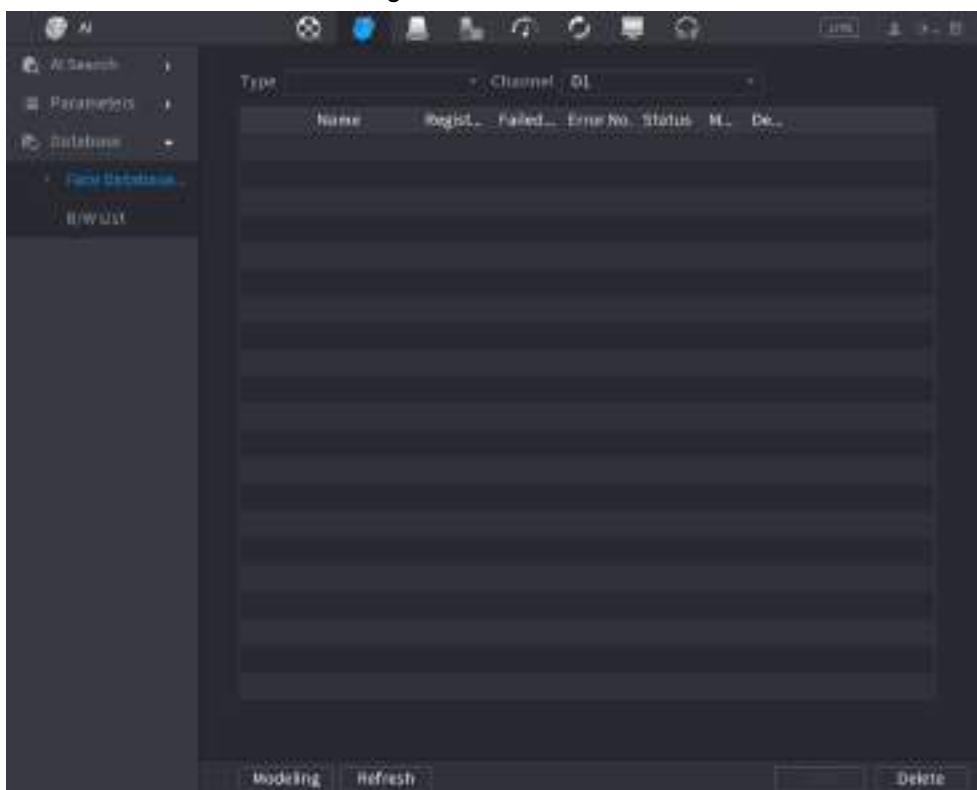 AI
LIVE
AI Search
Parameters
Database
Face Database...
B/W List
Type
Channel D1
Name Regist... Failed... Error No. Status M... De...
Modeling Refresh Delete